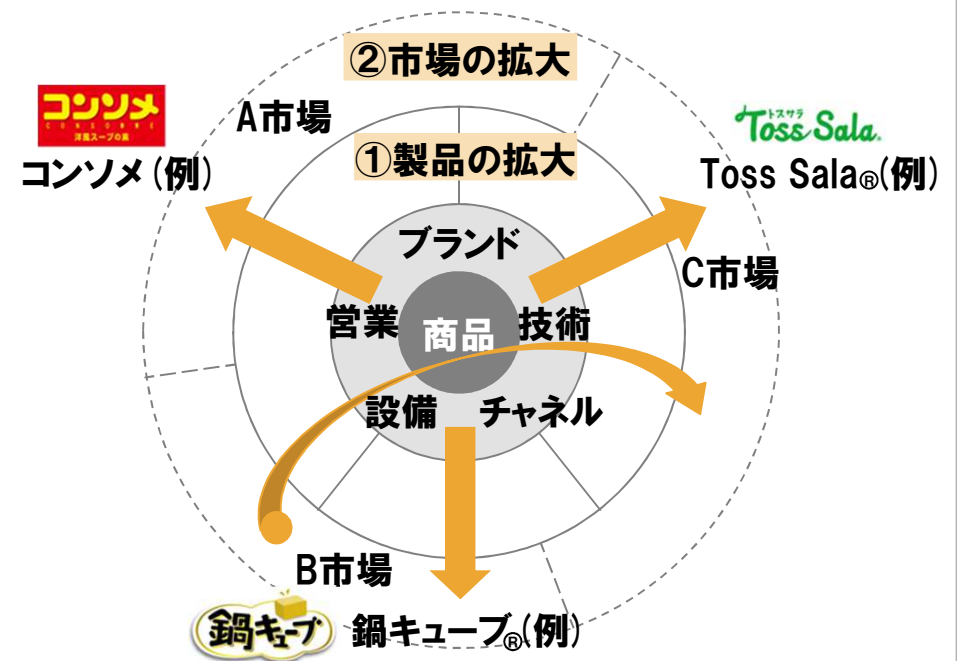 ②市場の拡大
コンソメ
CONSOMME
洋風スープの素
A市場
トスサラ
Toss Sala®
コンソメ(例)
①製品の拡大
Toss Sala®(例)
ブランド
C市場
営業
商品
技術
設備
チャネル
B市場
鍋キューブ
鍋キューブ®(例)